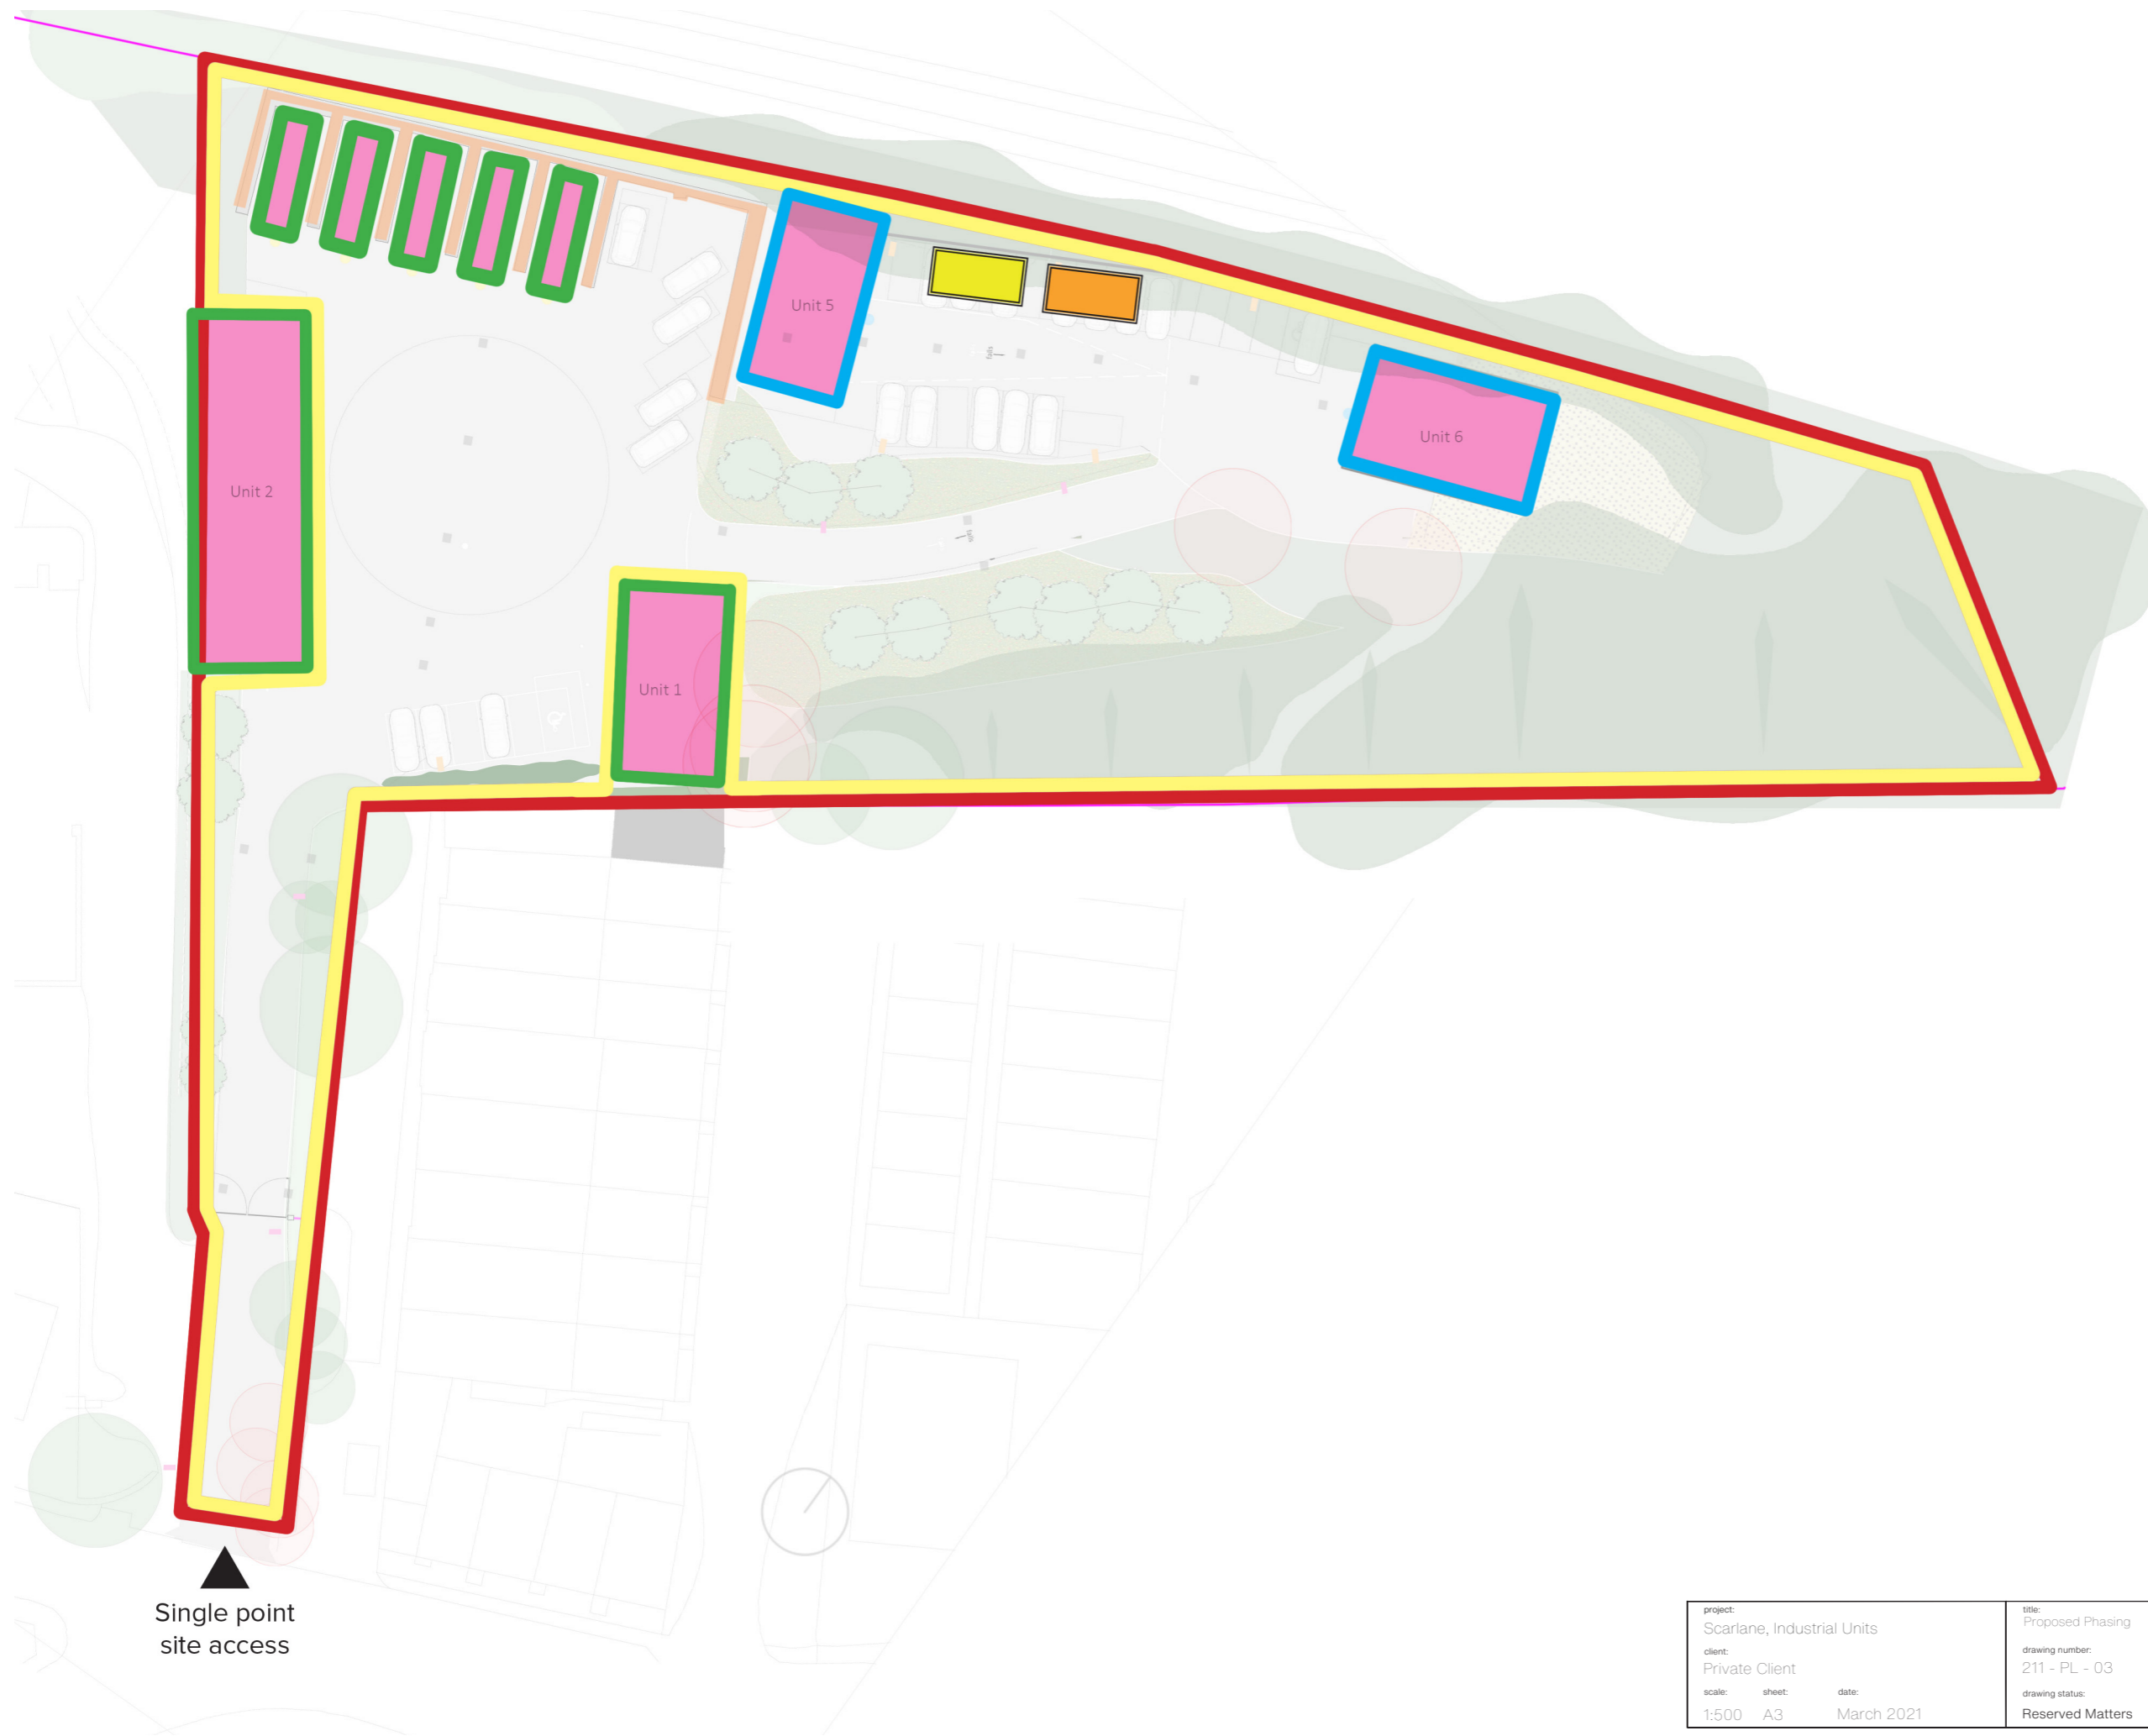 Unit 5
Unit 6
Unit 2
Unit 1
Single point
site access
project:
Scarlane, Industrial Units
client:
Private Client
scale: sheet: date:
1:500 A3 March 2021
title:
Proposed Phasing
drawing number:
211 - PL - 03
drawing status:
Reserved Matters